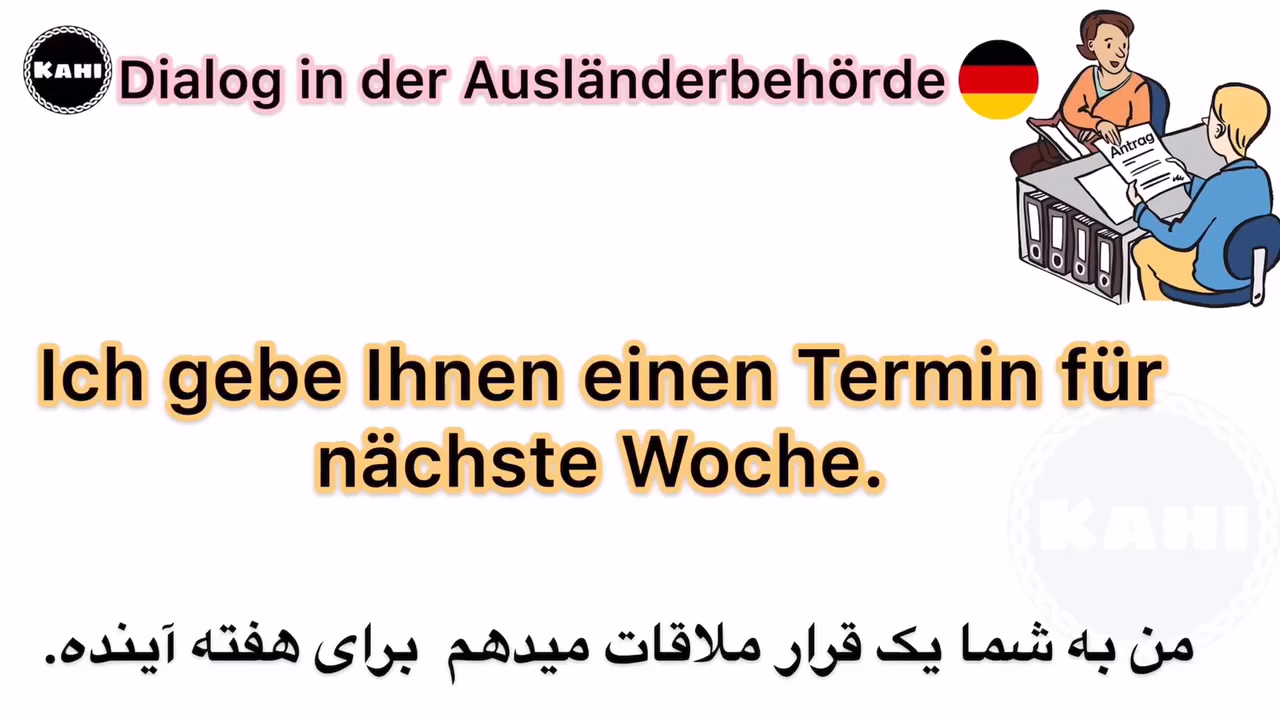 KAHI
Dialog in der Ausländerbehörde
Antrag
Ich gebe Ihnen einen Termin für
nächste Woche.
KAHI
من به شما یک قرار ملاقات میدهم برای هفته آینده.